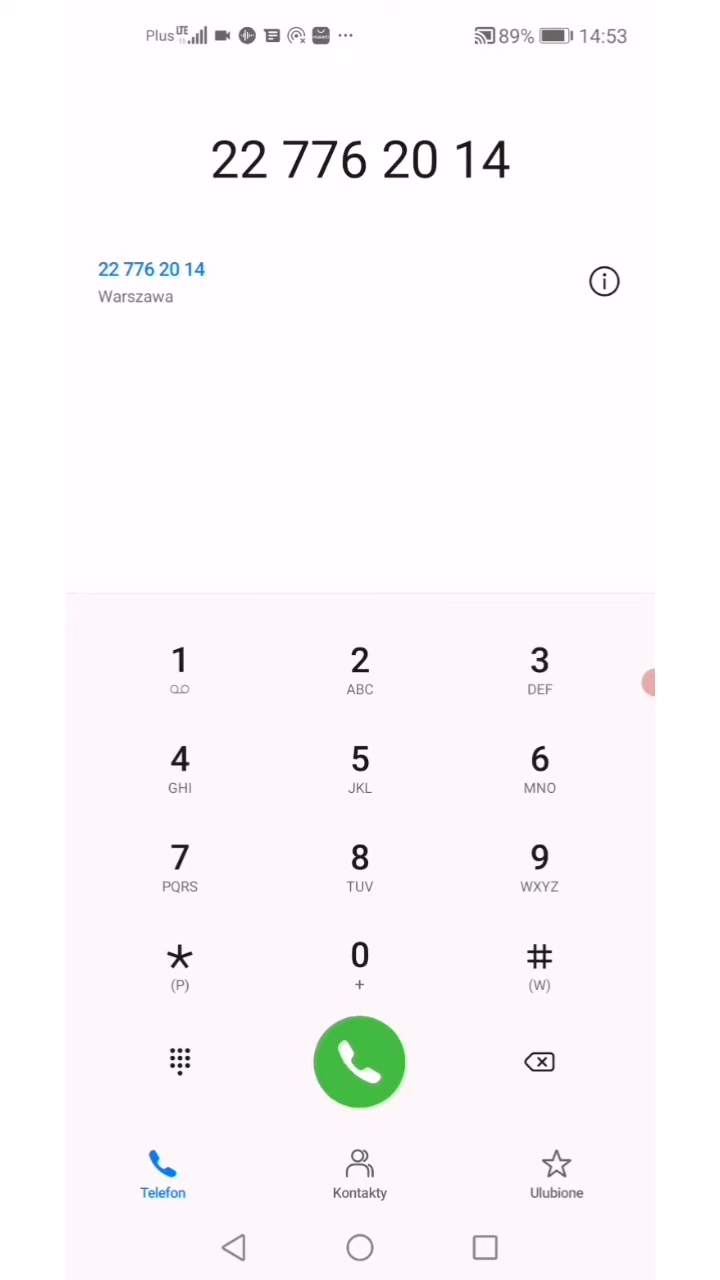 Plus LTE 89% 14:53
22 776 20 14
22 776 20 14
Warszawa
1 2 3
ABC DEF
4 5 6
GHI JKL MNO
7 8 9
PQRS TUV WXYZ
* 0 #
(P) + (W)
Telefon Kontakty Ulubione